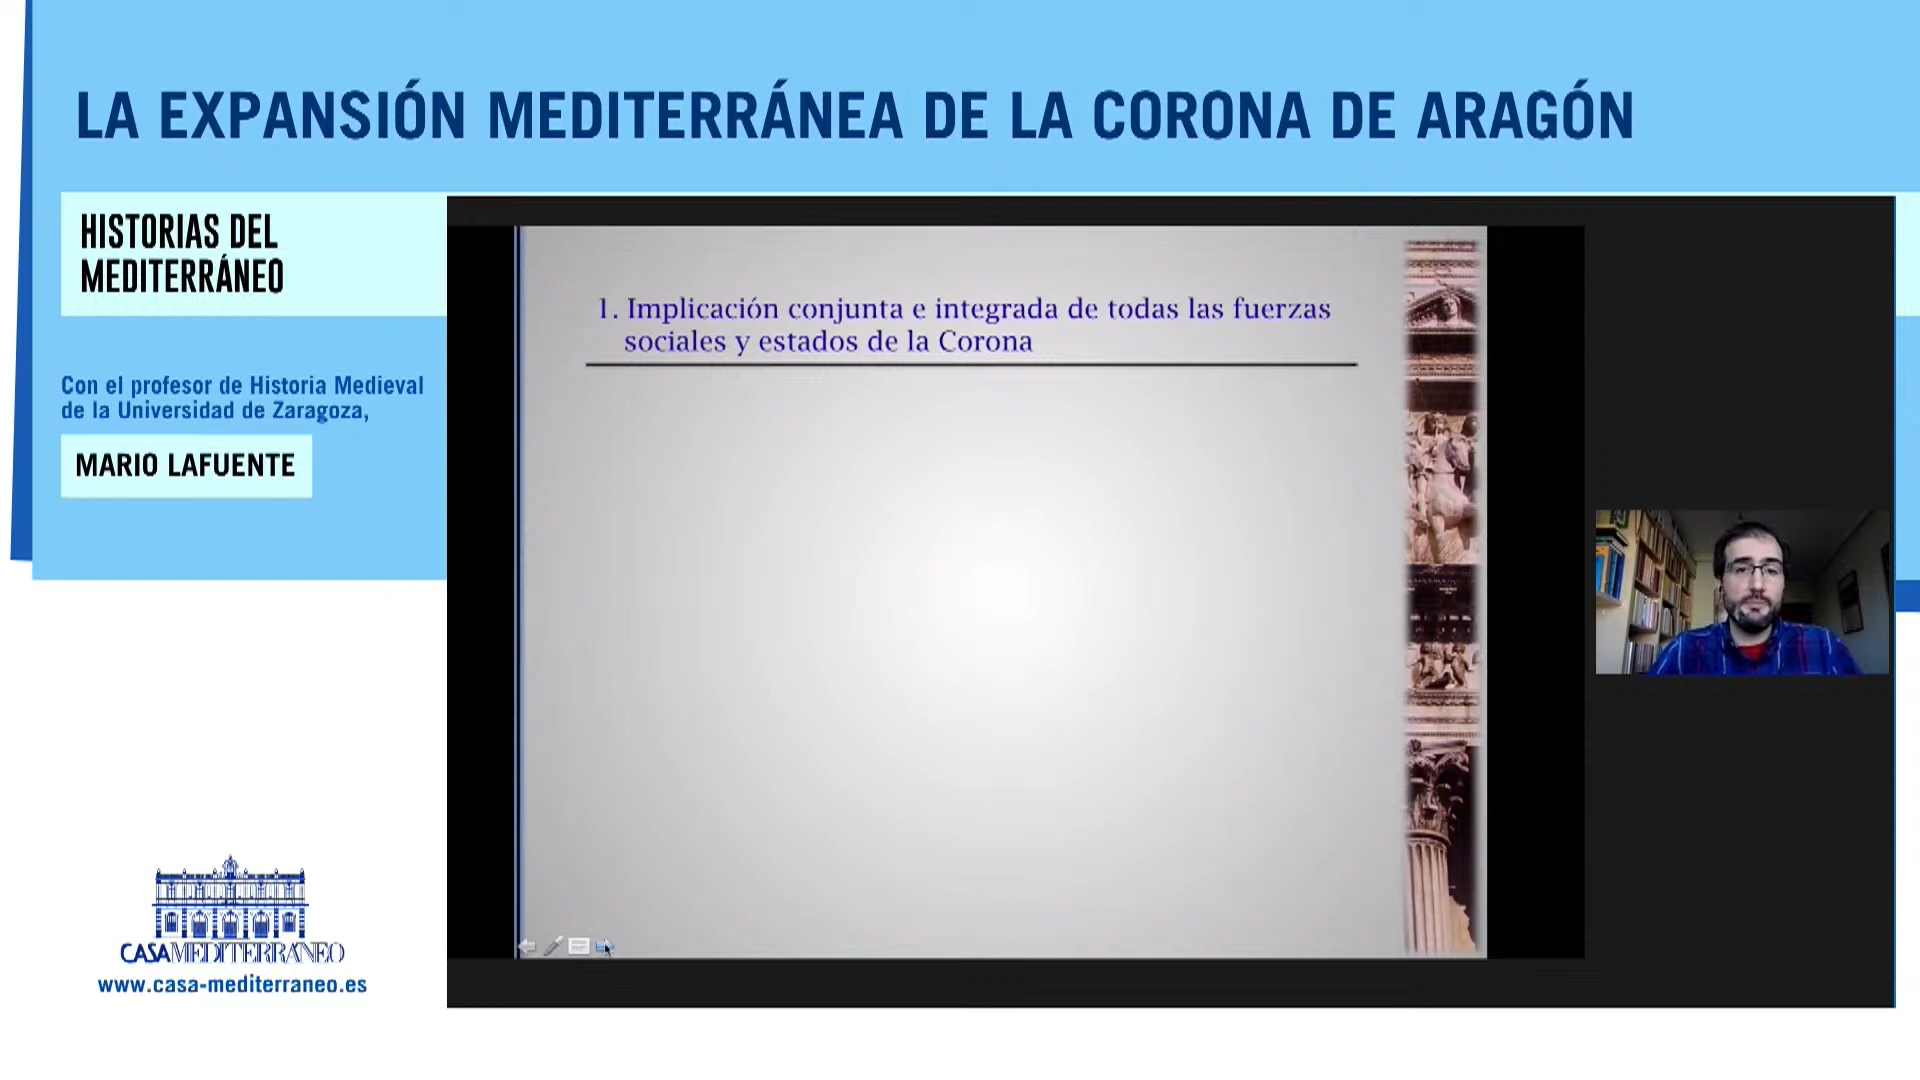 LA EXPANSIÓN MEDITERRÁNEA DE LA CORONA DE ARAGÓN
HISTORIAS DEL
MEDITERRÁNEO
Con el profesor de Historia Medieval
de la Universidad de Zaragoza,
MARIO LAFUENTE
1. Implicación conjunta e integrada de todas las fuerzas
sociales y estados de la Corona
CASAMEDITERRÁNEO
www.casa-mediterraneo.es